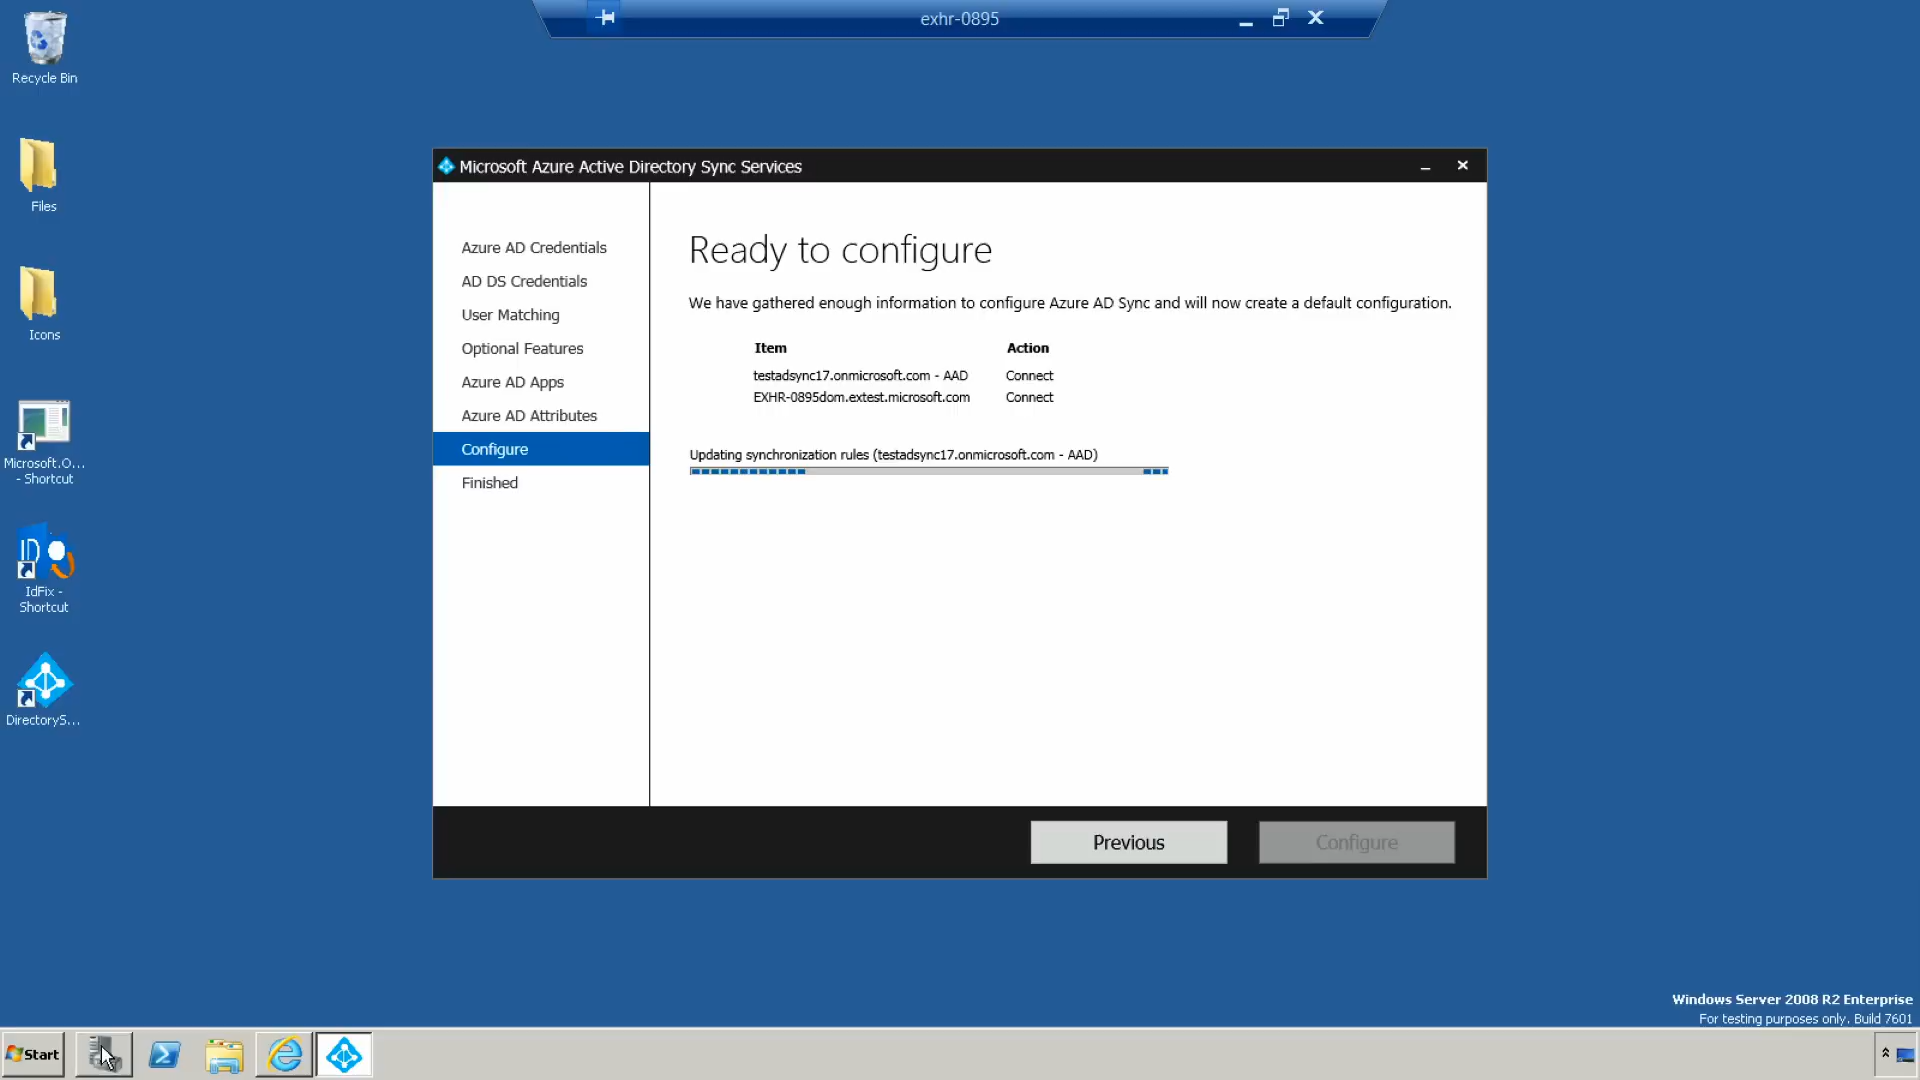 exhr-0895
Recycle Bin
Files
Icons
Microsoft.O...
- Shortcut
IdFix -
Shortcut
DirectoryS...
Microsoft Azure Active Directory Sync Services
Azure AD Credentials
AD DS Credentials
User Matching
Optional Features
Azure AD Apps
Azure AD Attributes
Configure
Finished
Ready to configure
We have gathered enough information to configure Azure AD Sync and will now create a default configuration.
Item Action
testadsync17.onmicrosoft.com - AAD Connect
EXHR-0895dom.extest.microsoft.com Connect
Updating synchronization rules (testadsync17.onmicrosoft.com - AAD)
Previous Configure
Windows Server 2008 R2 Enterprise
For testing purposes only. Build 7601
Start